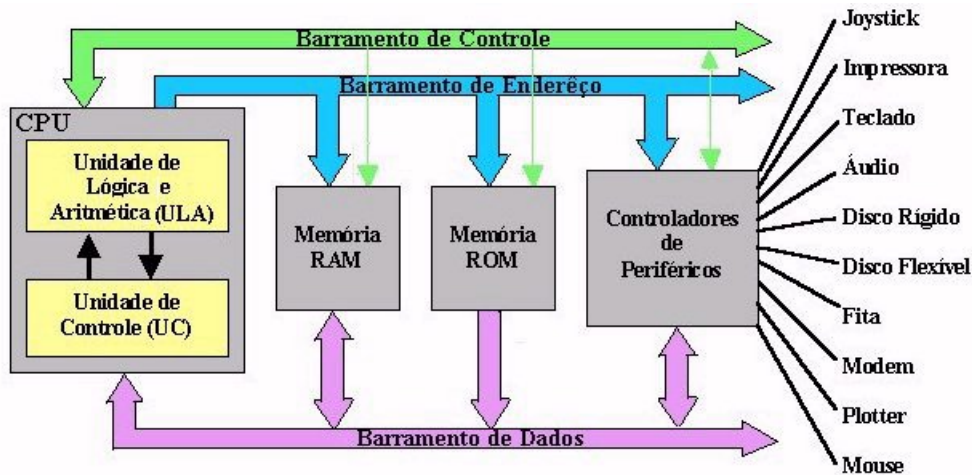 Barramento de Controle
Barramento de Enderêço
CPU
Unidade de
Lógica e
Aritmética (ULA)
Unidade de
Controle (UC)
Memória
RAM
Memória
ROM
Controladores
de
Periféricos
Joystick
Impressora
Teclado
Áudio
Disco Rígido
Disco Flexível
Fita
Modem
Plotter
Mouse
Barramento de Dados